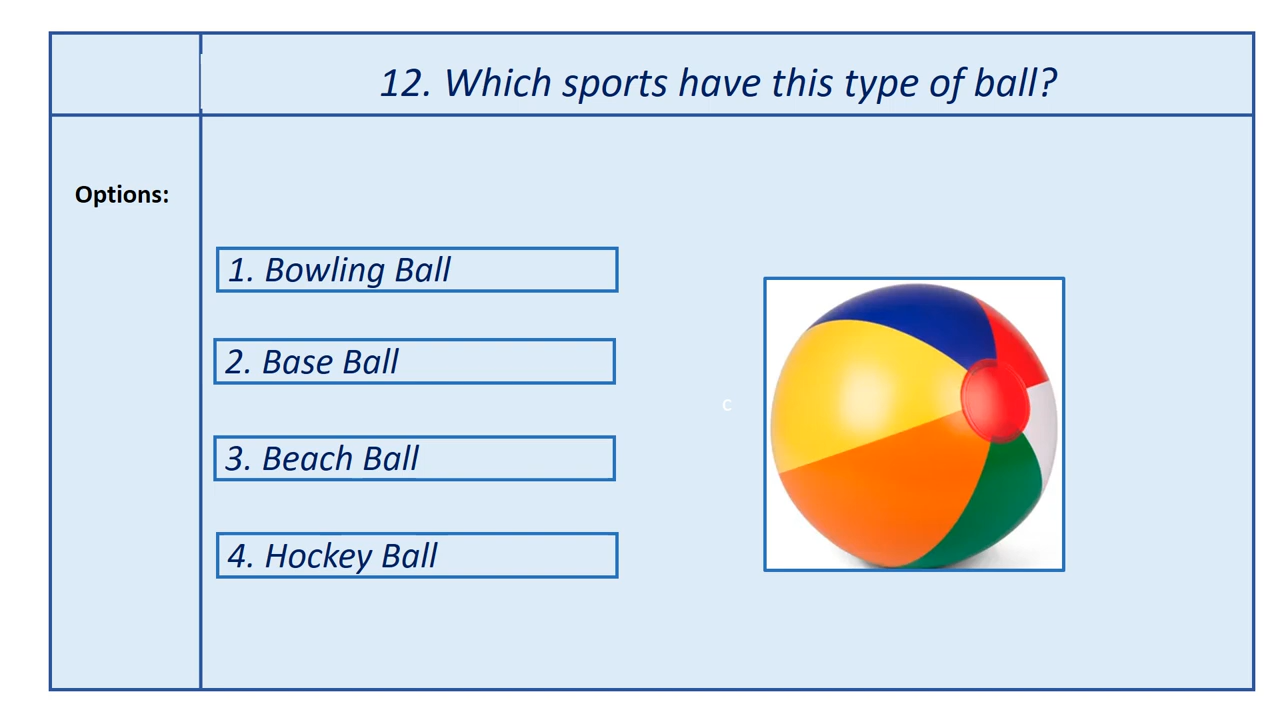 12. Which sports have this type of ball?
Options:
1. Bowling Ball
2. Base Ball
3. Beach Ball
4. Hockey Ball
c